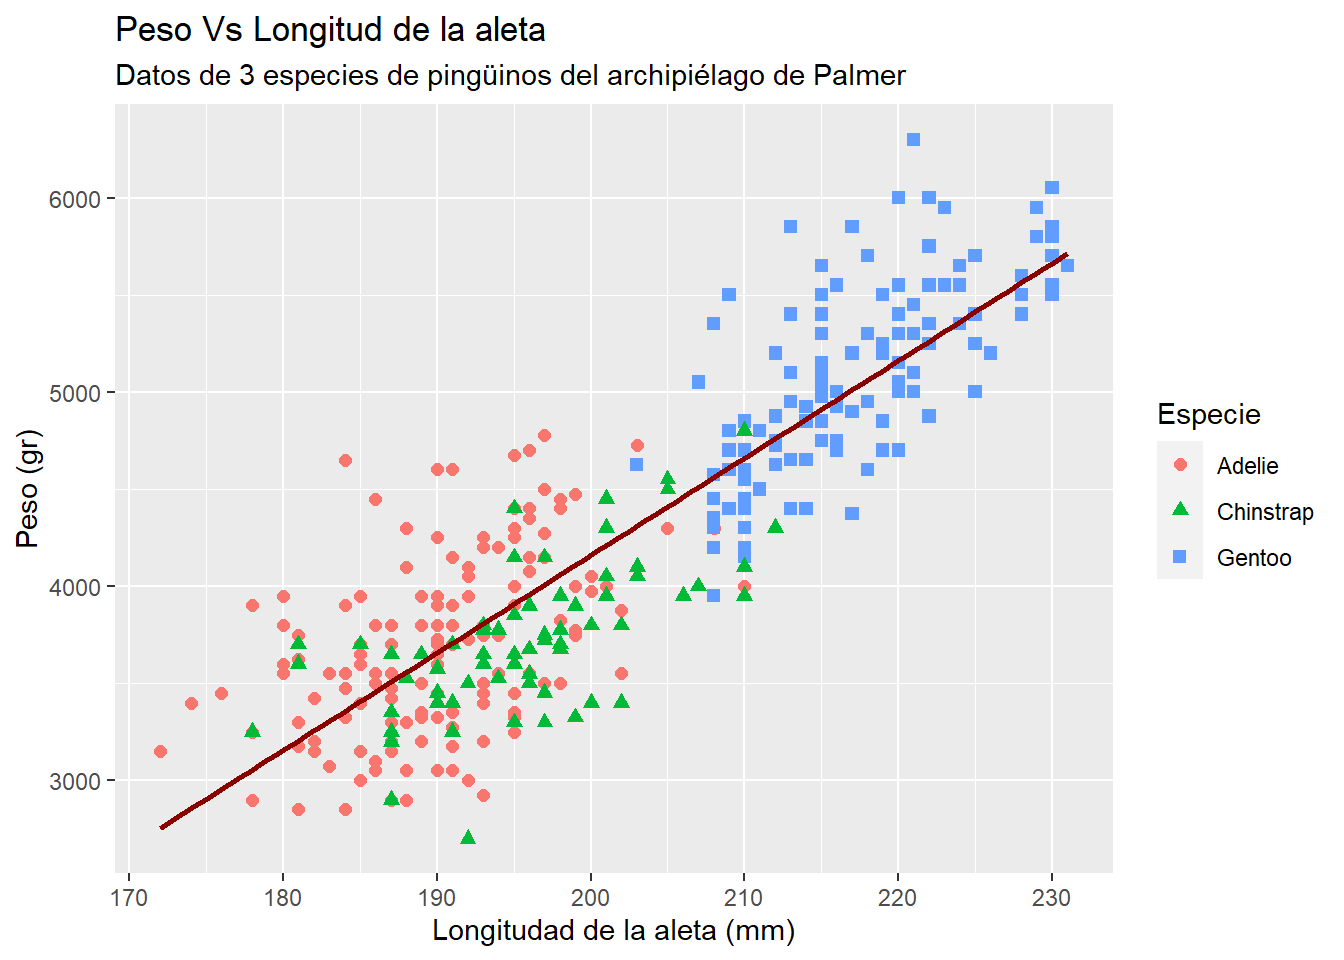 Peso Vs Longitud de la aleta
Datos de 3 especies de pingüinos del archipiélago de Palmer
Peso (gr)
6000
5000
4000
3000
170 180 190 200 210 220 230
Longitudad de la aleta (mm)
Especie
Adelie
Chinstrap
Gentoo